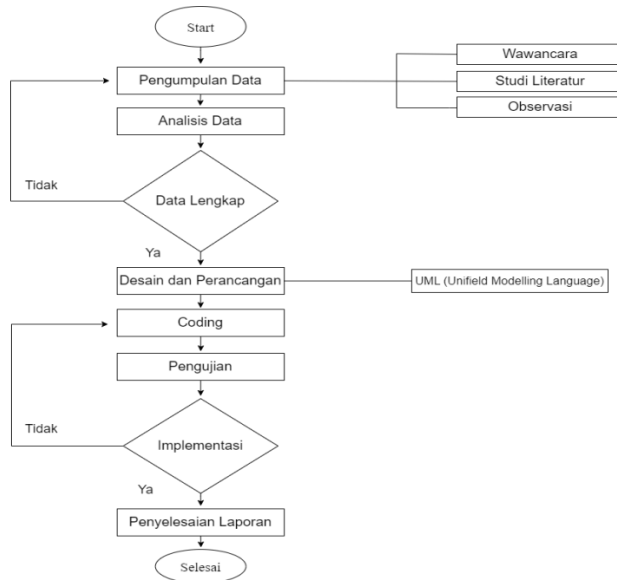 Start
Pengumpulan Data
Wawancara
Studi Literatur
Observasi
Analisis Data
Tidak
Data Lengkap
Ya
Desain dan Perancangan
UML (Unifield Modelling Language)
Coding
Pengujian
Tidak
Implementasi
Ya
Penyelesaian Laporan
Selesai